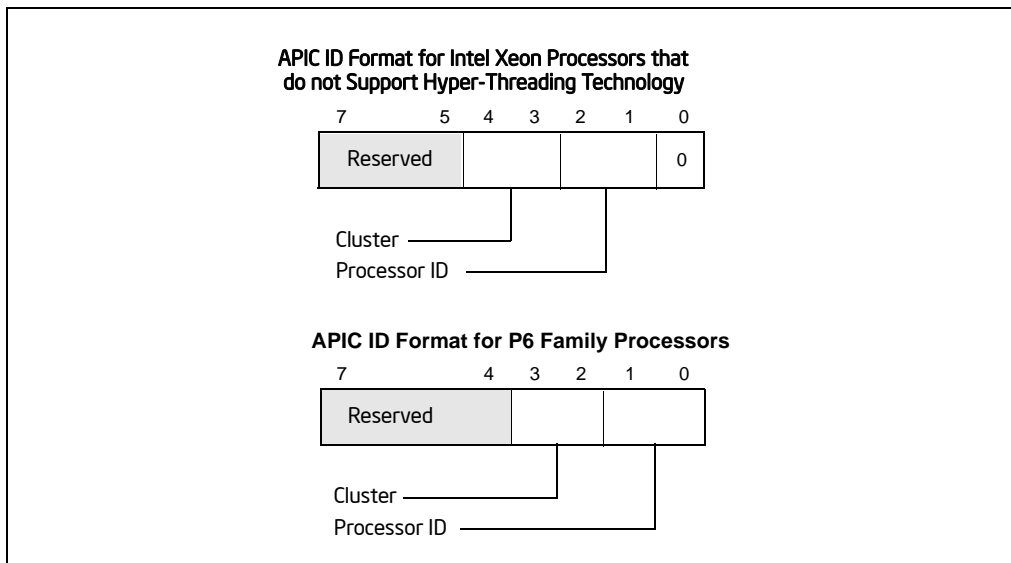 APIC ID Format for Intel Xeon Processors that
do not Support Hyper-Threading Technology
7 5 4 3 2 1 0
Reserved 0
Cluster
Processor ID
APIC ID Format for P6 Family Processors
7 4 3 2 1 0
Reserved
Cluster
Processor ID